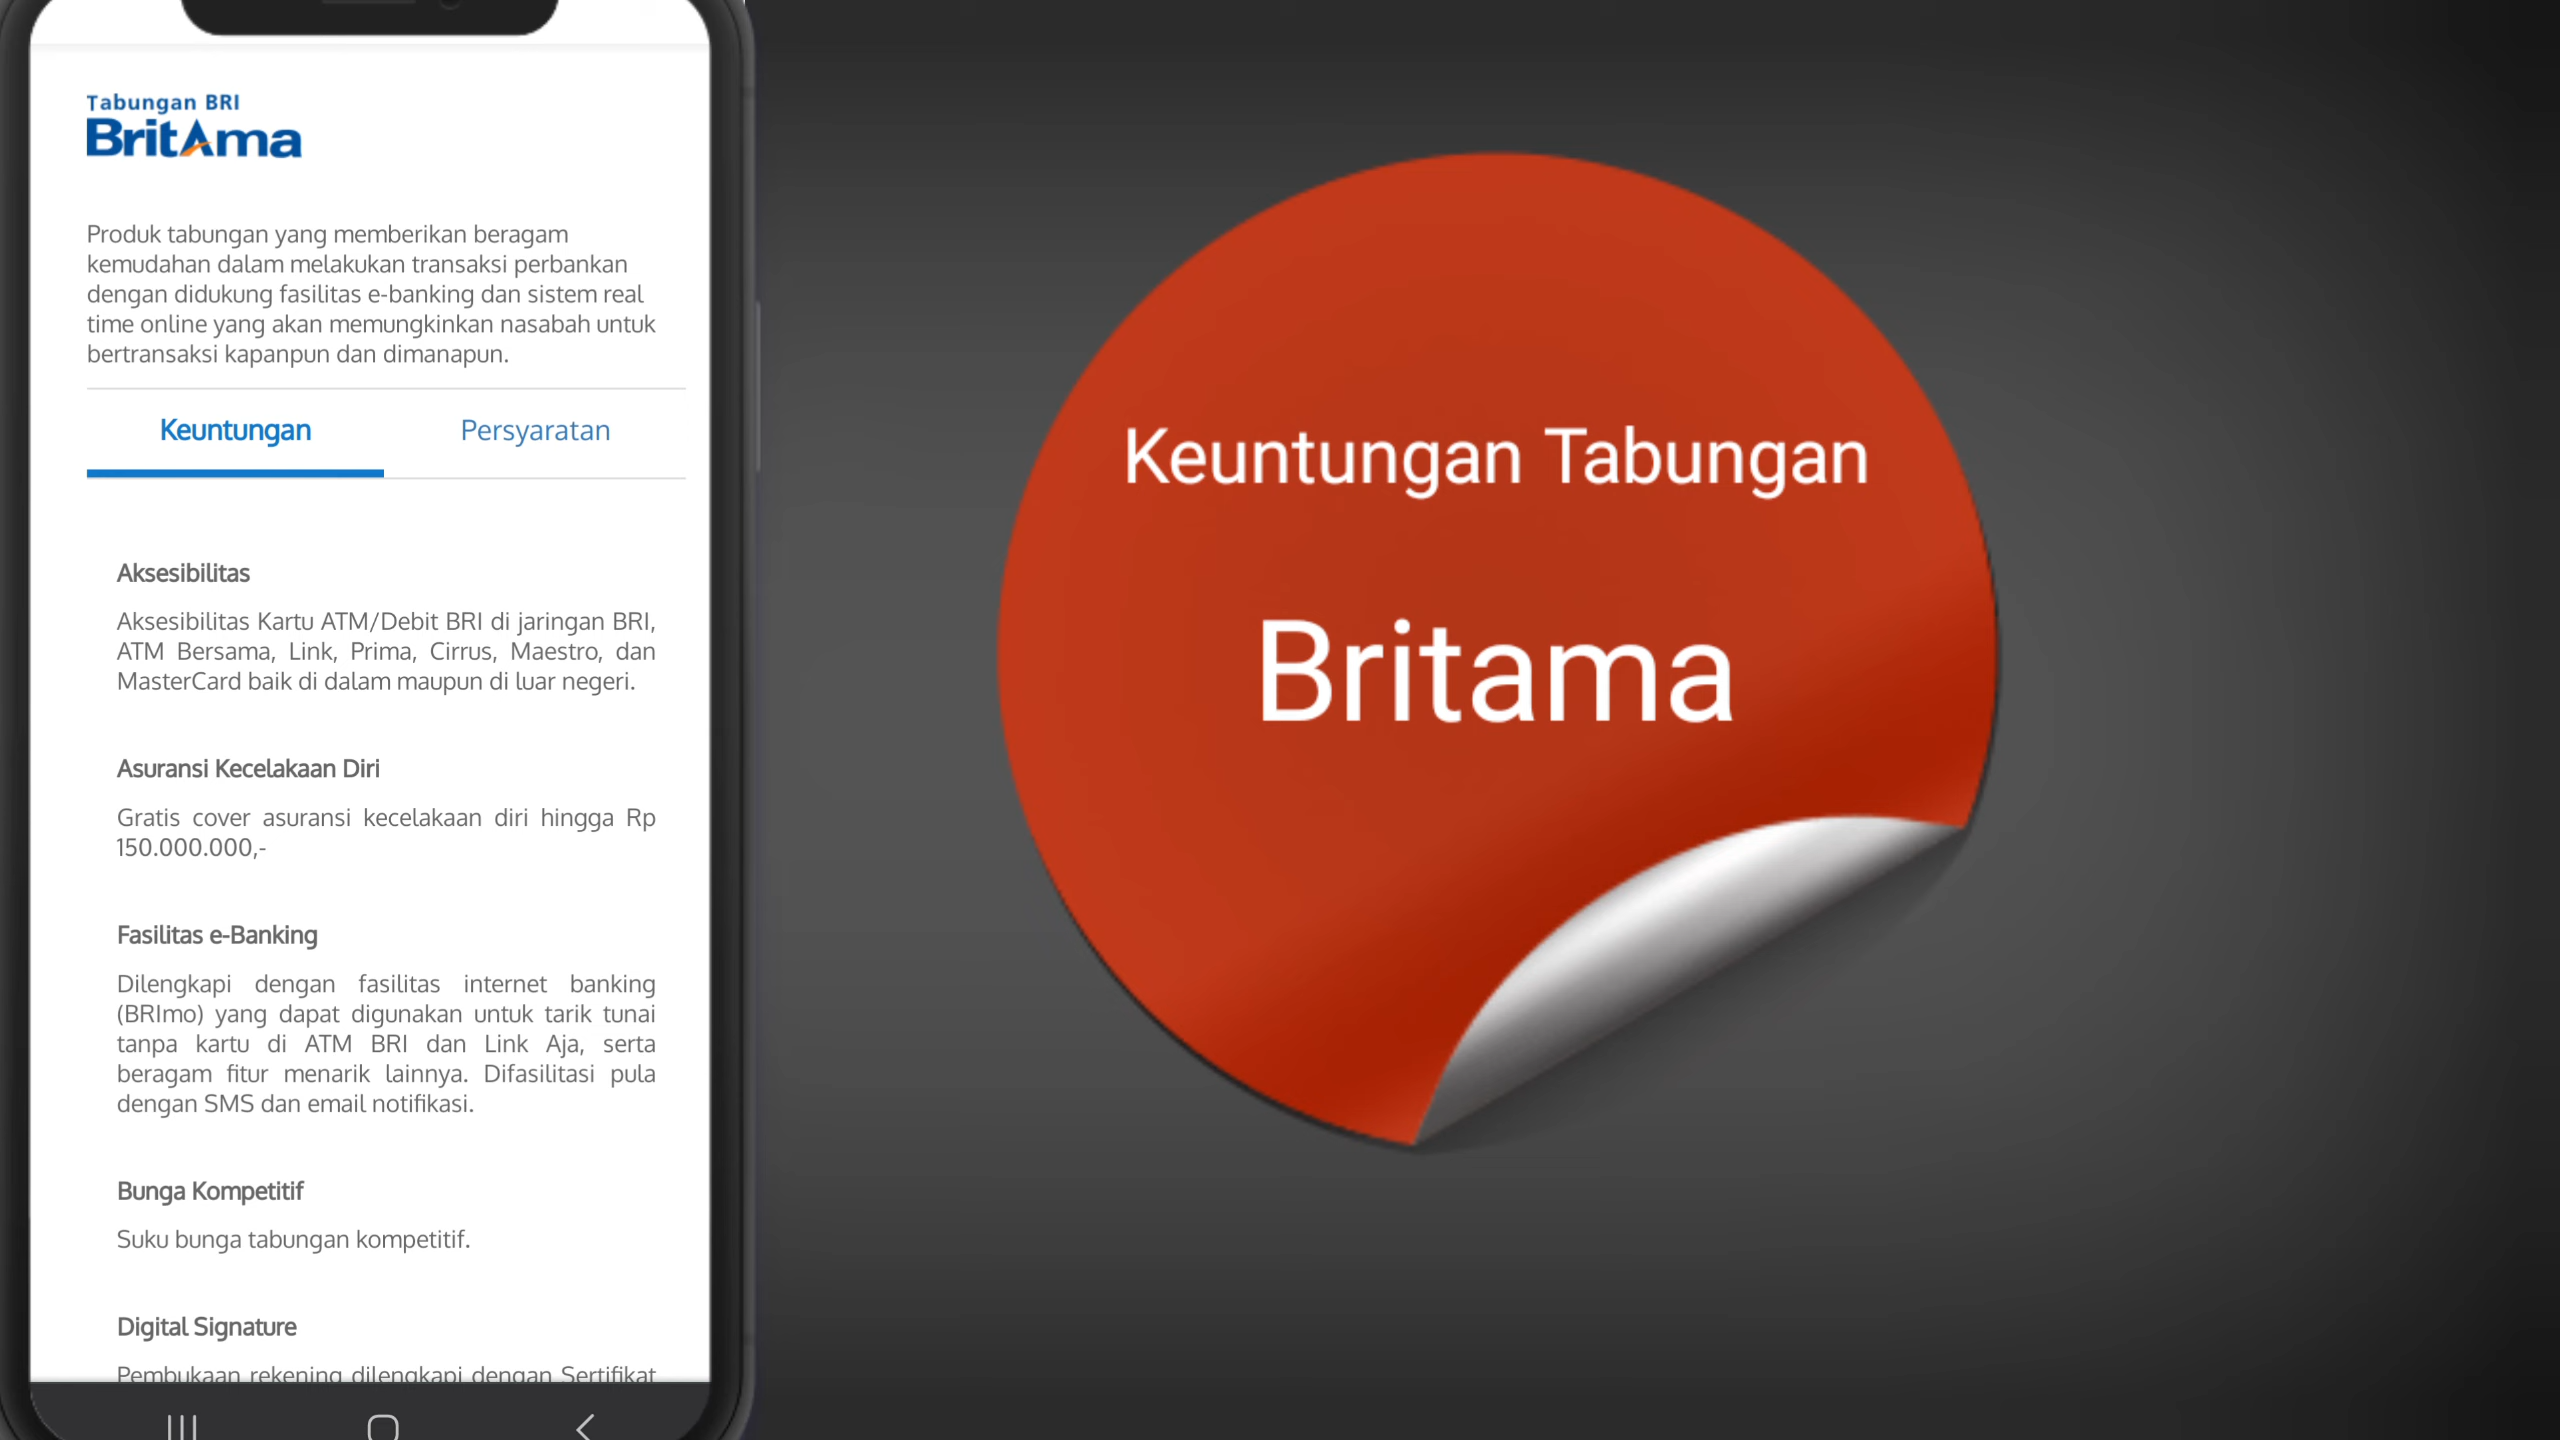 Tabungan BRI
BritAma
Produk tabungan yang memberikan beragam
kemudahan dalam melakukan transaksi perbankan
dengan didukung fasilitas e-banking dan sistem real
time online yang akan memungkinkan nasabah untuk
bertransaksi kapanpun dan dimanapun.
Keuntungan Persyaratan
Aksesibilitas
Aksesibilitas Kartu ATM/Debit BRI di jaringan BRI,
ATM Bersama, Link, Prima, Cirrus, Maestro, dan
MasterCard baik di dalam maupun di luar negeri.
Asuransi Kecelakaan Diri
Gratis cover asuransi kecelakaan diri hingga Rp
150.000.000,-
Fasilitas e-Banking
Dilengkapi dengan fasilitas internet banking
(BRImo) yang dapat digunakan untuk tarik tunai
tanpa kartu di ATM BRI dan Link Aja, serta
beragam fitur menarik lainnya. Difasilitasi pula
dengan SMS dan email notifikasi.
Bunga Kompetitif
Suku bunga tabungan kompetitif.
Digital Signature
Pembukaan rekening dilengkapi dengan Sertifikat
Keuntungan Tabungan
Britama